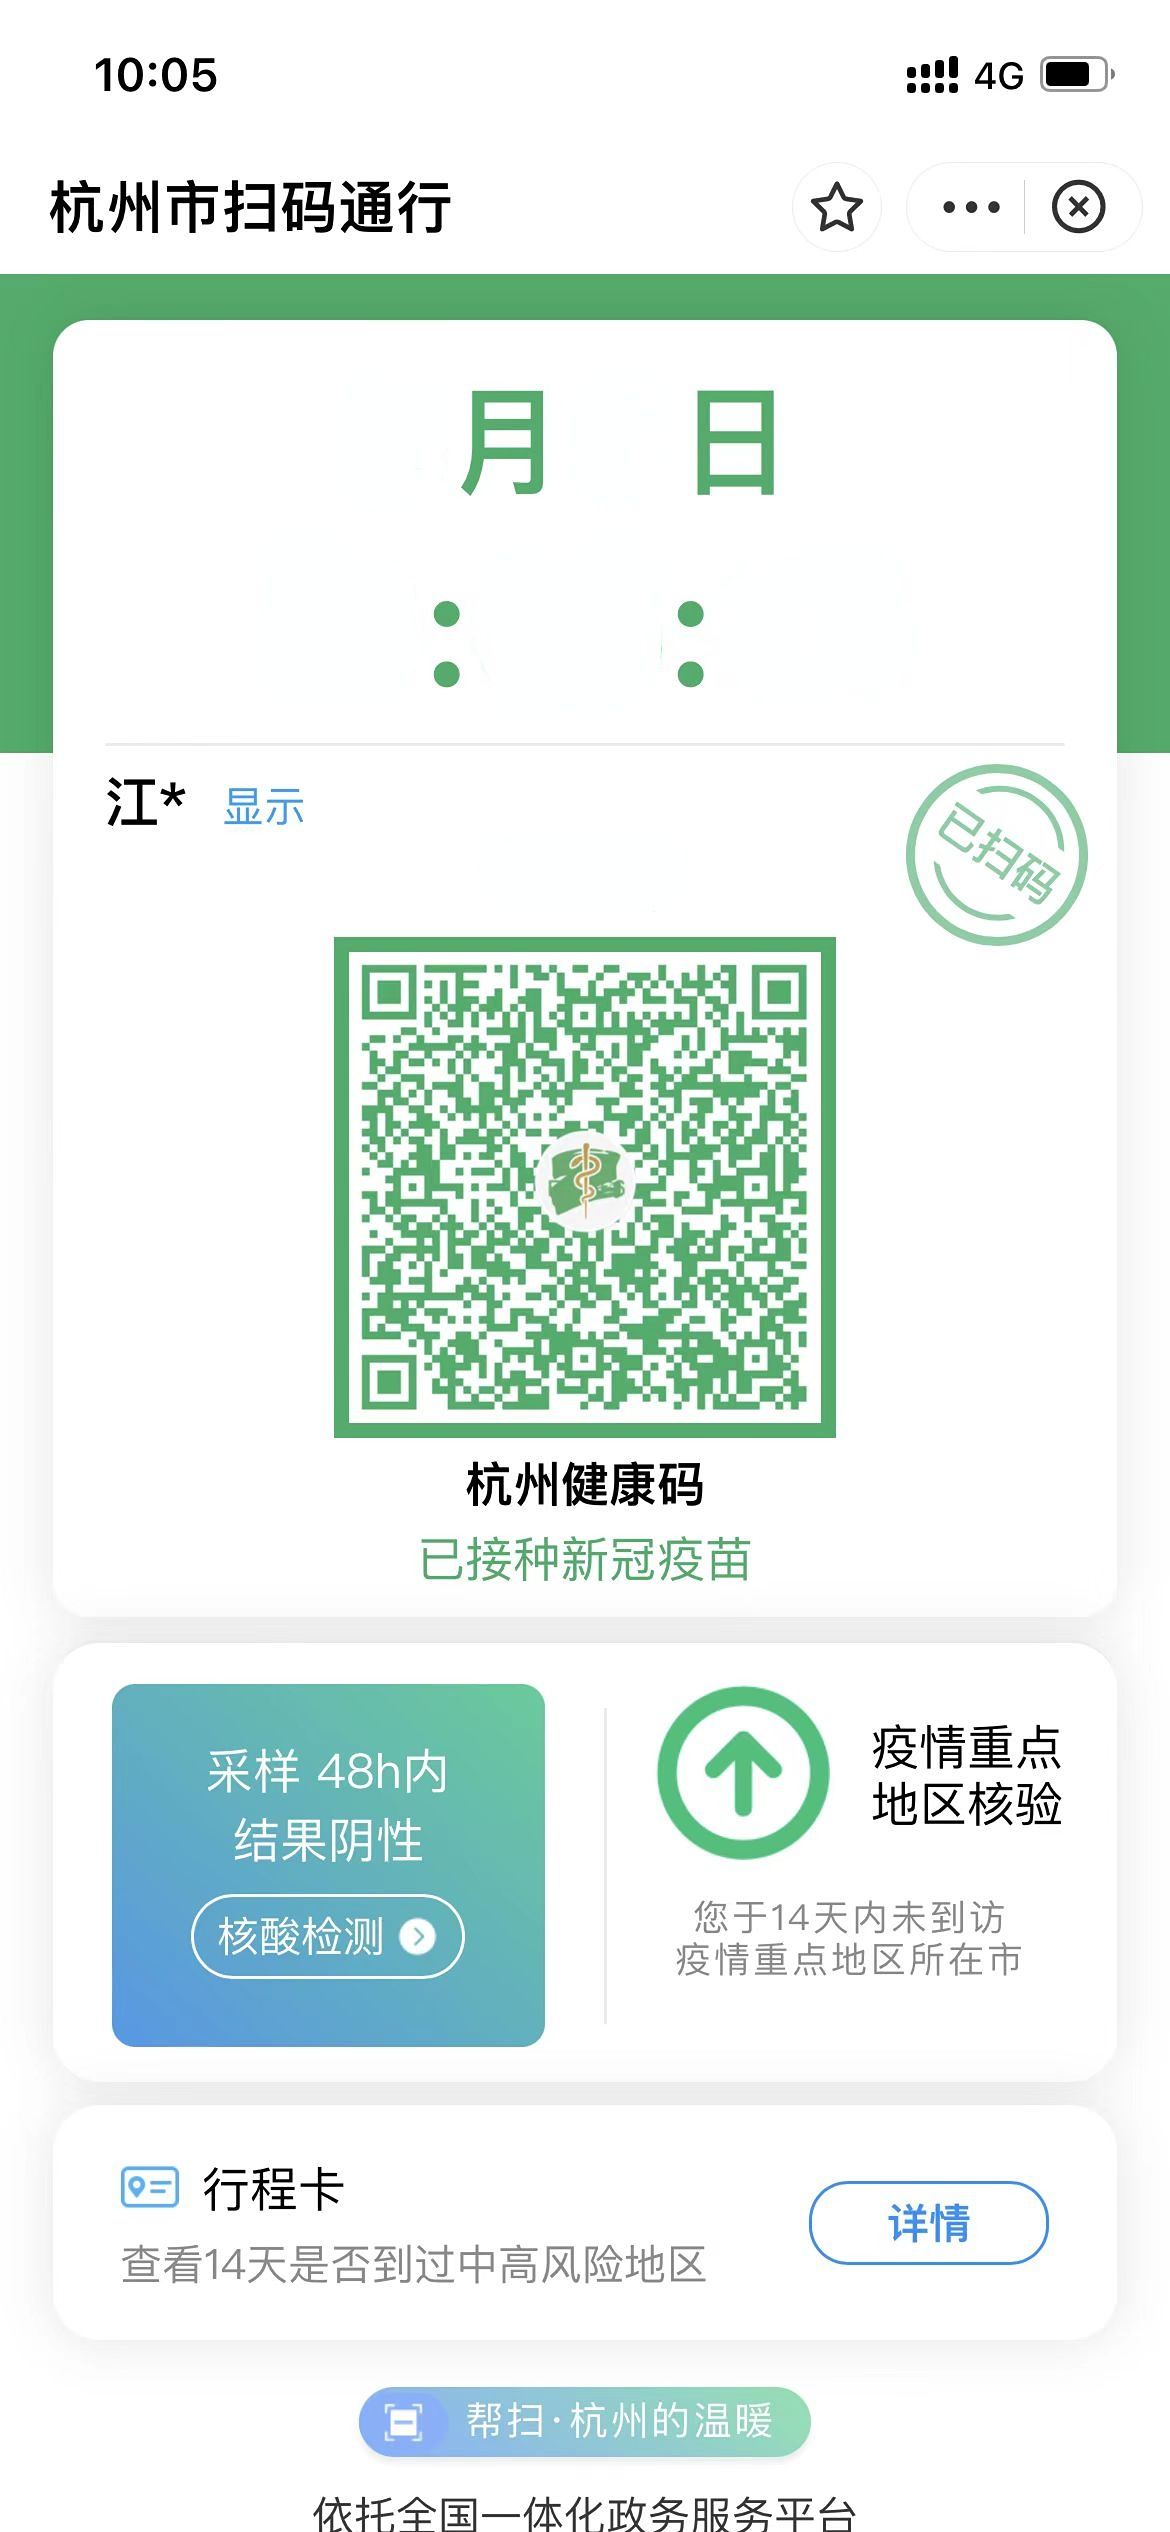 10:05
4G
杭州市扫码通行
月 日
: :
江* 显示
已扫码
杭州健康码
已接种新冠疫苗
采样 48h内
结果阴性
核酸检测
疫情重点
地区核验
您于14天内未到访
疫情重点地区所在市
行程卡
查看14天是否到过中高风险地区
详情
帮扫·杭州的温暖
依托全国一体化政务服务平台